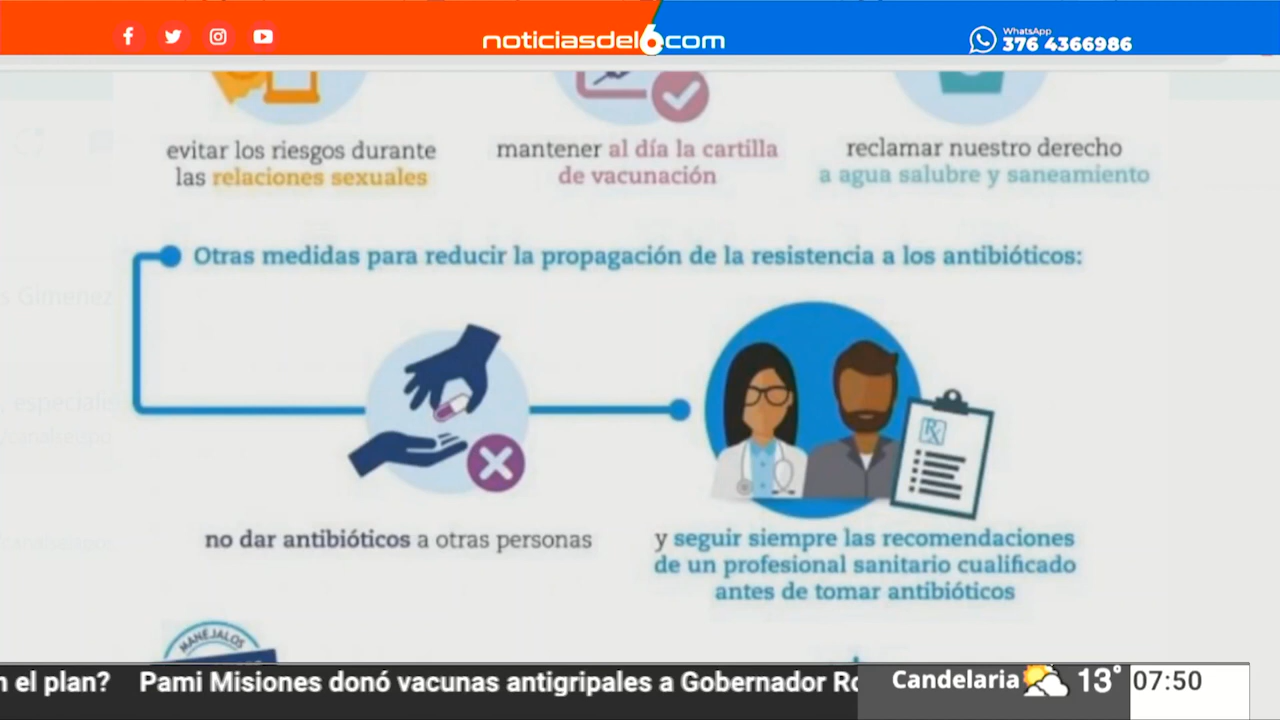 noticiasdel6.com
WhatsApp
376 4366986
evitar los riesgos durante
las relaciones sexuales
mantener al día la cartilla
de vacunación
reclamar nuestro derecho
a agua salubre y saneamiento
Otras medidas para reducir la propagación de la resistencia a los antibióticos:
s Gimenez
, especialis
RX
no dar antibióticos a otras personas
y seguir siempre las recomendaciones
de un profesional sanitario cualificado
antes de tomar antibióticos
MANÉJALOS
n el plan? Pami Misiones donó vacunas antigripales a Gobernador Ro
Candelaria 13°
07:50